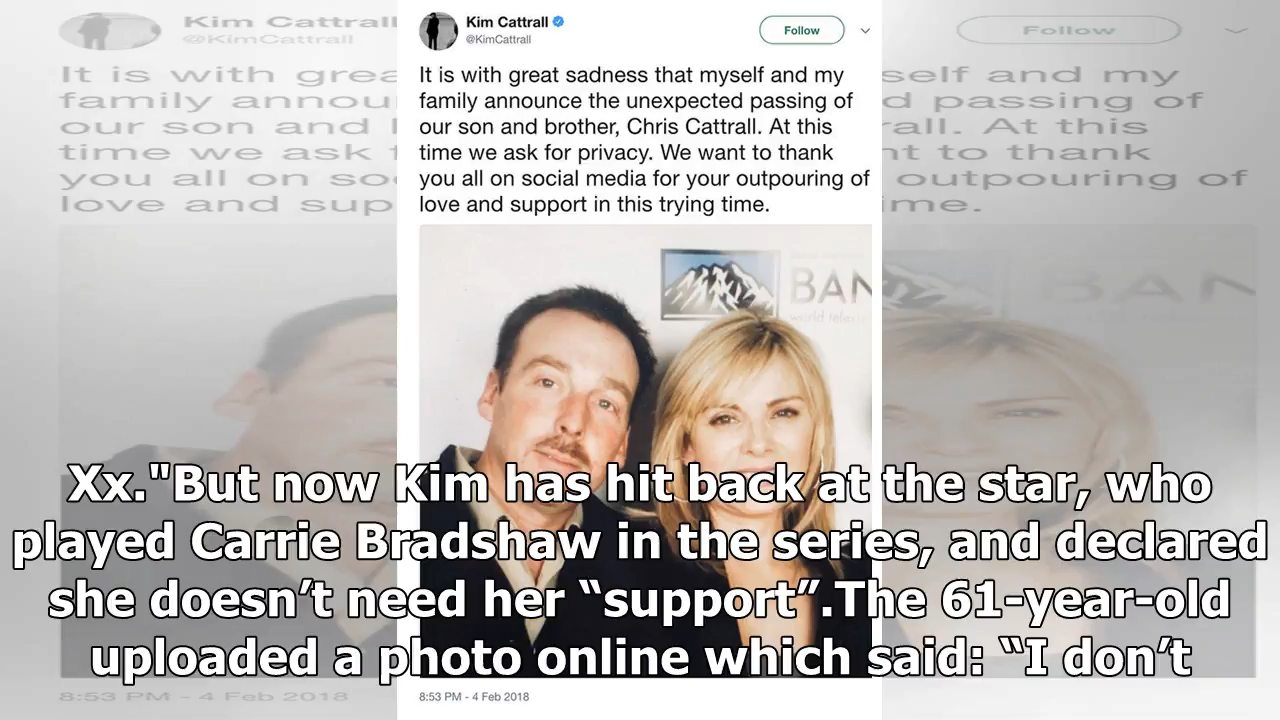 Kim Cattrall
@KimCattrall
Follow
It is with great sadness that myself and my
family announce the unexpected passing of
our son and brother, Chris Cattrall. At this
time we ask for privacy. We want to thank
you all on social media for your outpouring of
love and support in this trying time.
BAN
Xx."But now Kim has hit back at the star, who
played Carrie Bradshaw in the series, and declared
she doesn’t need her “support”.The 61-year-old
uploaded a photo online which said: “I don’t
8:53 PM - 4 Feb 2018